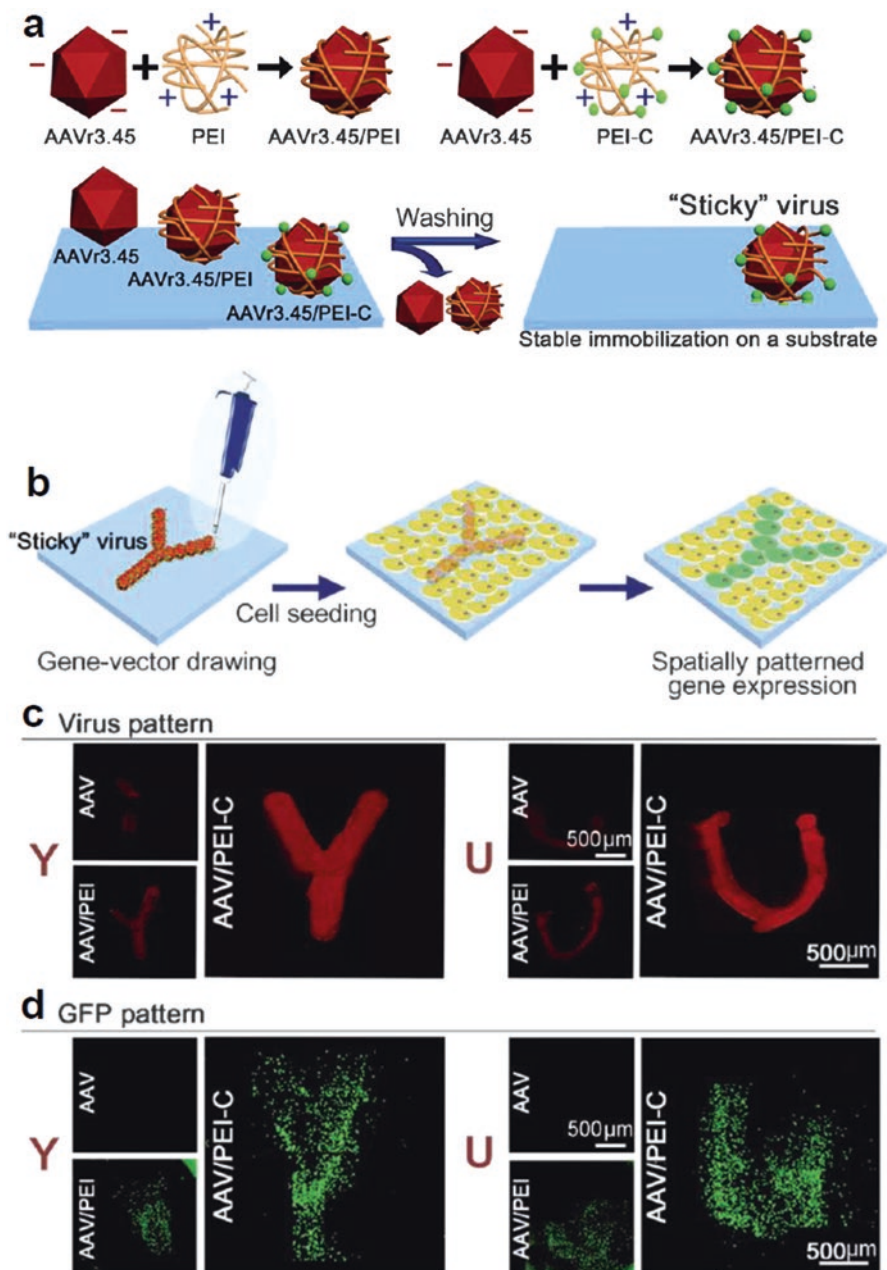 a
− − −
+
+ + +
AAVr3.45
PEI
AAVr3.45/PEI
− − −
+
+ + +
AAVr3.45
PEI-C
AAVr3.45/PEI-C
AAVr3.45
AAVr3.45/PEI
AAVr3.45/PEI-C
Washing
"Sticky" virus
Stable immobilization on a substrate
b
"Sticky" virus
Gene-vector drawing
Cell seeding
Spatially patterned
gene expression
c Virus pattern
Y
AAV
AAV/PEI
AAV/PEI-C
U
AAV
500µm
AAV/PEI
AAV/PEI-C
500µm
d GFP pattern
Y
AAV
AAV/PEI
AAV/PEI-C
U
AAV
500µm
AAV/PEI
AAV/PEI-C
500µm